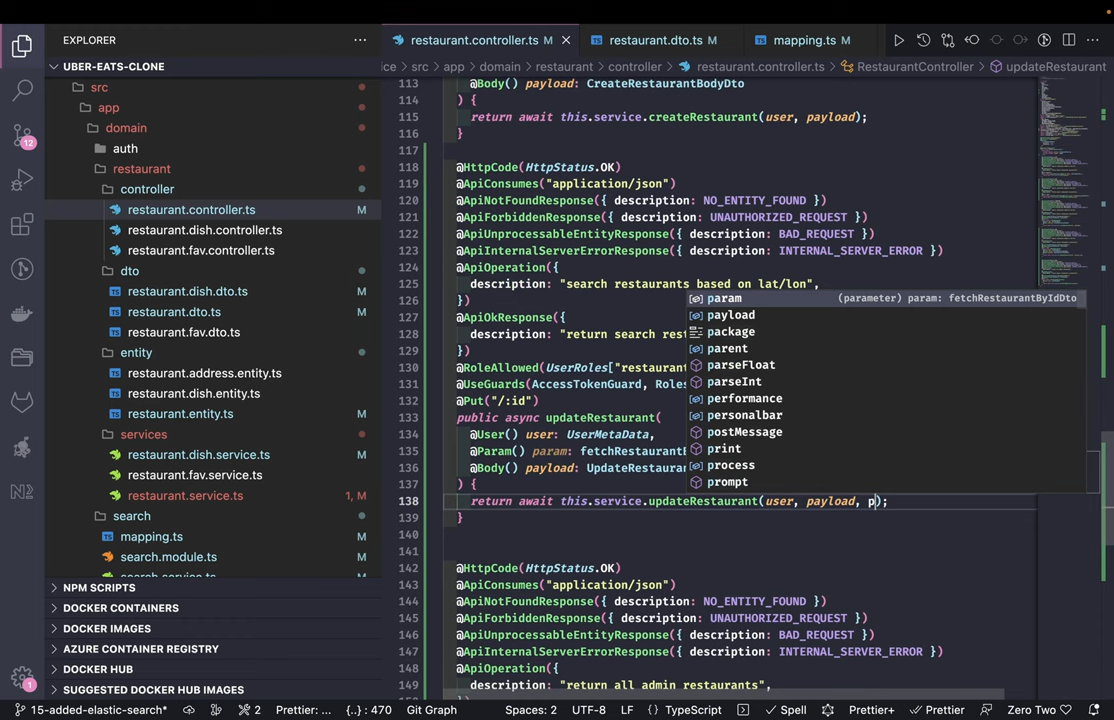 EXPLORER
UBER-EATS-CLONE
src
app
domain
auth
restaurant
controller
restaurant.controller.ts M
restaurant.dish.controller.ts
restaurant.fav.controller.ts
dto
restaurant.dish.dto.ts
restaurant.dto.ts M
restaurant.fav.dto.ts
entity
restaurant.address.entity.ts
restaurant.dish.entity.ts
restaurant.entity.ts M
services
restaurant.dish.service.ts M
restaurant.fav.service.ts
restaurant.service.ts 1, M
search
mapping.ts M
search.module.ts M
NPM SCRIPTS
DOCKER CONTAINERS
DOCKER IMAGES
AZURE CONTAINER REGISTRY
DOCKER HUB
SUGGESTED DOCKER HUB IMAGES
12
1
restaurant.controller.ts M
restaurant.dto.ts M
mapping.ts M
ice > src > app > domain > restaurant > controller > restaurant.controller.ts > RestaurantController > updateRestaurant
113 @Body() payload: CreateRestaurantBodyDto
114 ) {
115 return await this.service.createRestaurant(user, payload);
116 }
117
118 @HttpCode(HttpStatus.OK)
119 @ApiConsumes("application/json")
120 @ApiNotFoundResponse({ description: NO_ENTITY_FOUND })
121 @ApiForbiddenResponse({ description: UNAUTHORIZED_REQUEST })
122 @ApiUnprocessableEntityResponse({ description: BAD_REQUEST })
123 @ApiInternalServerErrorResponse({ description: INTERNAL_SERVER_ERROR })
124 @ApiOperation({
125 description: "search restaurants based on lat/lon",
126 })
127 @ApiOkResponse({
128 description: "return search rest
129 })
130 @RoleAllowed(UserRoles["restaurant
131 @UseGuards(AccessTokenGuard, Roles
132 @Put("/:id")
133 public async updateRestaurant(
134 @User() user: UserMetaData,
135 @Param() param: fetchRestaurantB
136 @Body() payload: UpdateRestauran
137 ) {
138 return await this.service.updateRestaurant(user, payload, p);
139 }
140
141
142 @HttpCode(HttpStatus.OK)
143 @ApiConsumes("application/json")
144 @ApiNotFoundResponse({ description: NO_ENTITY_FOUND })
145 @ApiForbiddenResponse({ description: UNAUTHORIZED_REQUEST })
146 @ApiUnprocessableEntityResponse({ description: BAD_REQUEST })
147 @ApiInternalServerErrorResponse({ description: INTERNAL_SERVER_ERROR })
148 @ApiOperation({
149 description: "return all admin restaurants",
param (parameter) param: fetchRestaurantByIdDto
payload
package
parent
parseFloat
parseInt
performance
personalbar
postMessage
print
process
prompt
15-added-elastic-search* 2 Prettier: ... {..} : 470 Git Graph Spaces: 2 UTF-8 LF TypeScript Spell Prettier+ Prettier Zero Two